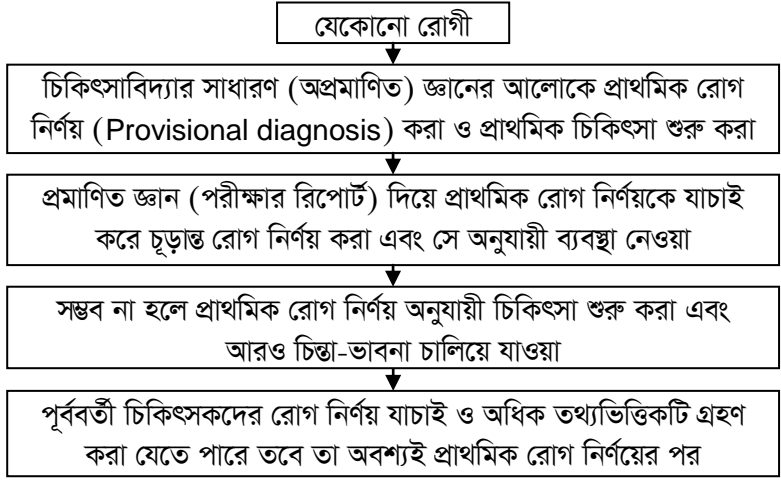 যেকোনো রোগী
চিকিৎসাবিদ্যার সাধারণ (অপ্রমাণিত) জ্ঞানের আলোকে প্রাথমিক রোগ
নির্ণয় (Provisional diagnosis) করা ও প্রাথমিক চিকিৎসা শুরু করা
প্রমাণিত জ্ঞান (পরীক্ষার রিপোর্ট) দিয়ে প্রাথমিক রোগ নির্ণয়কে যাচাই
করে চূড়ান্ত রোগ নির্ণয় করা এবং সে অনুযায়ী ব্যবস্থা নেওয়া
সম্ভব না হলে প্রাথমিক রোগ নির্ণয় অনুযায়ী চিকিৎসা শুরু করা এবং
আরও চিন্তা-ভাবনা চালিয়ে যাওয়া
পূর্ববর্তী চিকিৎসকদের রোগ নির্ণয় যাচাই ও অধিক তথ্যভিত্তিকটি গ্রহণ
করা যেতে পারে তবে তা অবশ্যই প্রাথমিক রোগ নির্ণয়ের পর